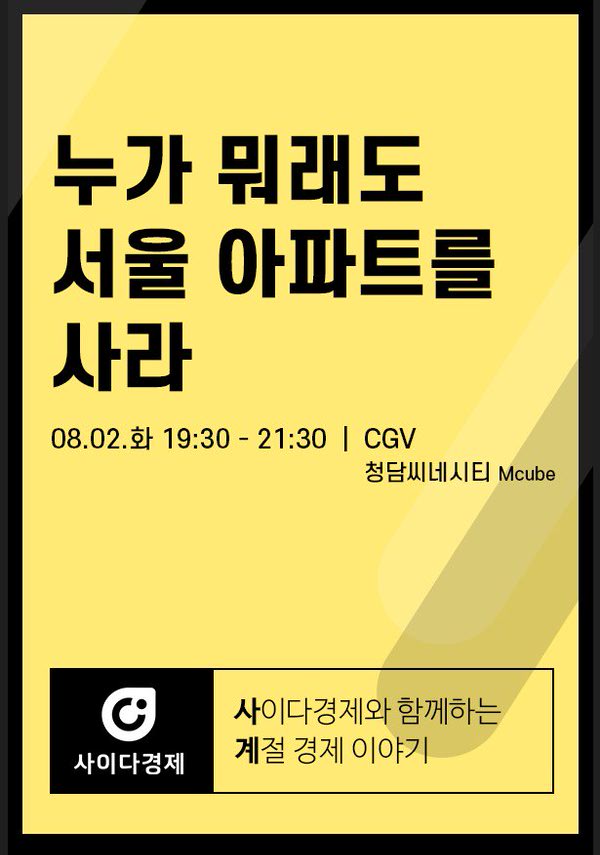 누가 뭐래도
서울 아파트를
사라
08.02.화 19:30 - 21:30 | CGV
청담씨네시티 Mcube
사이다경제
사이다경제와 함께하는
계절 경제 이야기